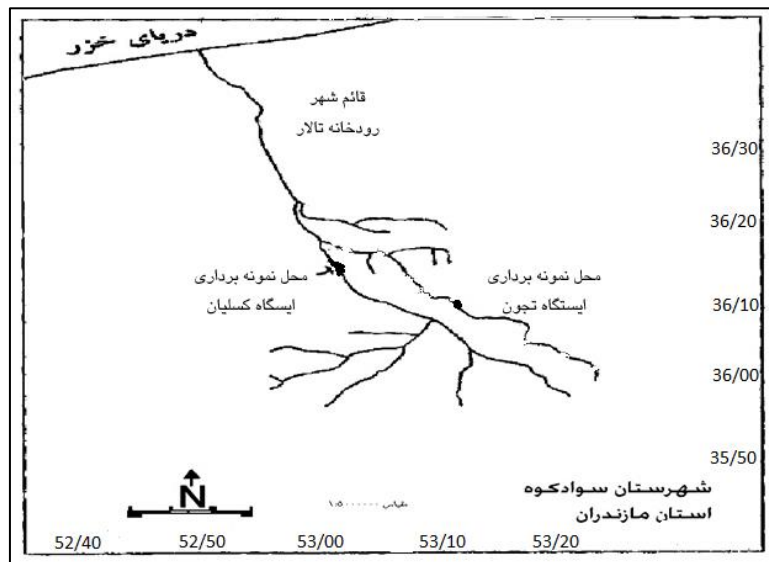 دریای خزر
قائم شهر
رودخانه تالار
36/30
36/20
محل نمونه برداری
ایسگاه کسلیان
محل نمونه برداری
ایستگاه تجون
36/10
36/00
35/50
شهرستان سوادکوه
استان مازندران
N
مقیاس
52/40 52/50 53/00 53/10 53/20